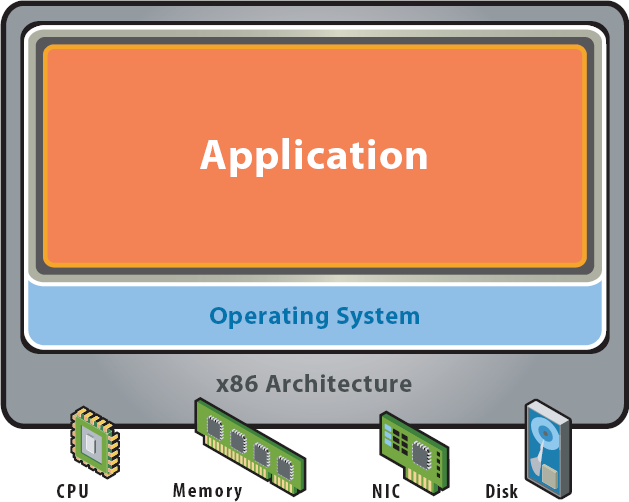 Application
Operating System
x86 Architecture
CPU
Memory
NIC
Disk